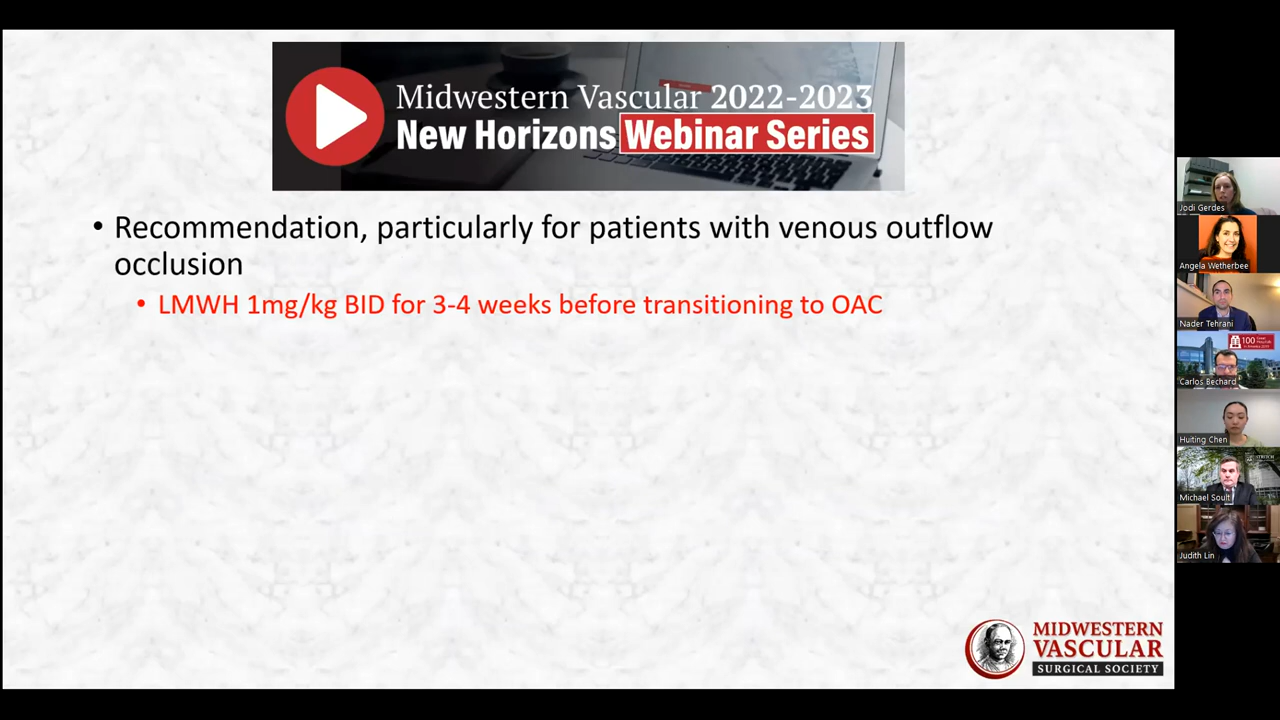 Midwestern Vascular 2022-2023
New Horizons Webinar Series
• Recommendation, particularly for patients with venous outflow
occlusion
• LMWH 1mg/kg BID for 3-4 weeks before transitioning to OAC
Jodi Gerdes
Angela Wetherbee
Nader Tehrani
100
Carlos Bechard
Huiting Chen
Michael Soult
Judith Lin
MIDWESTERN
VASCULAR
SURGICAL SOCIETY